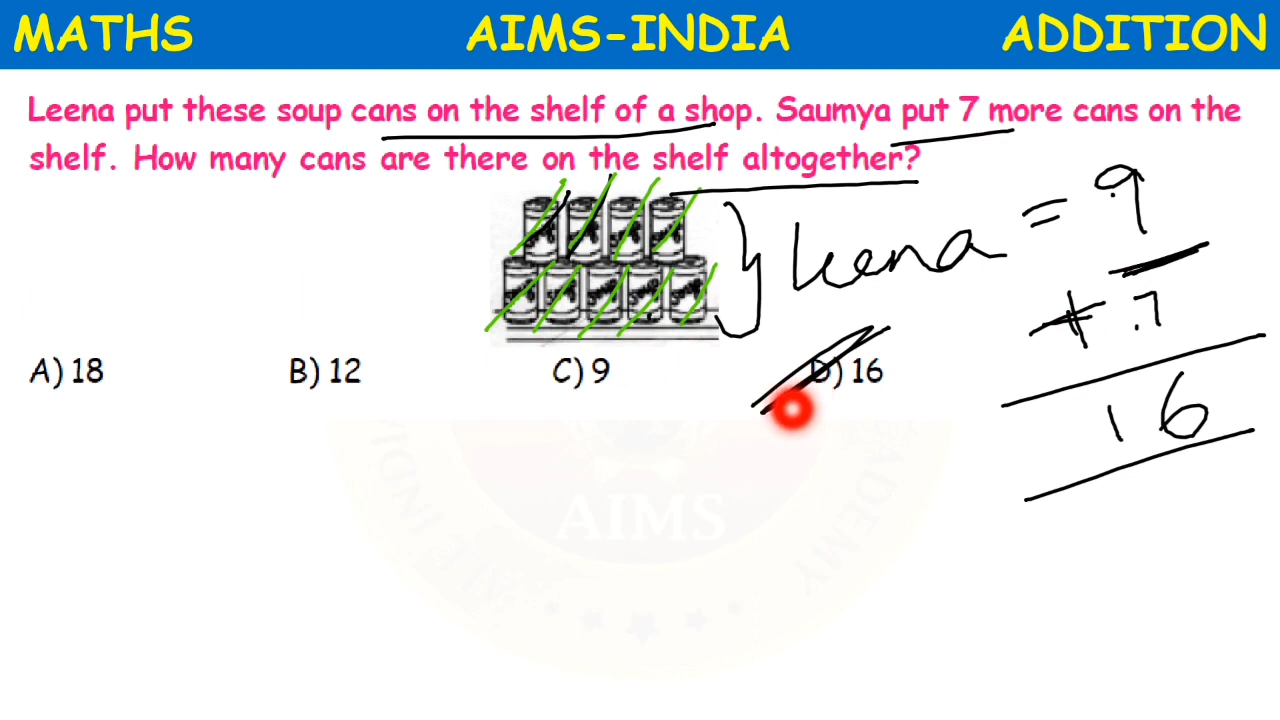 MATHS AIMS-INDIA ADDITION
Leena put these soup cans on the shelf of a shop. Saumya put 7 more cans on the
shelf. How many cans are there on the shelf altogether?
Leena = 9
+ 7
16
A) 18 B) 12 C) 9 D) 16
AIMS
ACADEMY